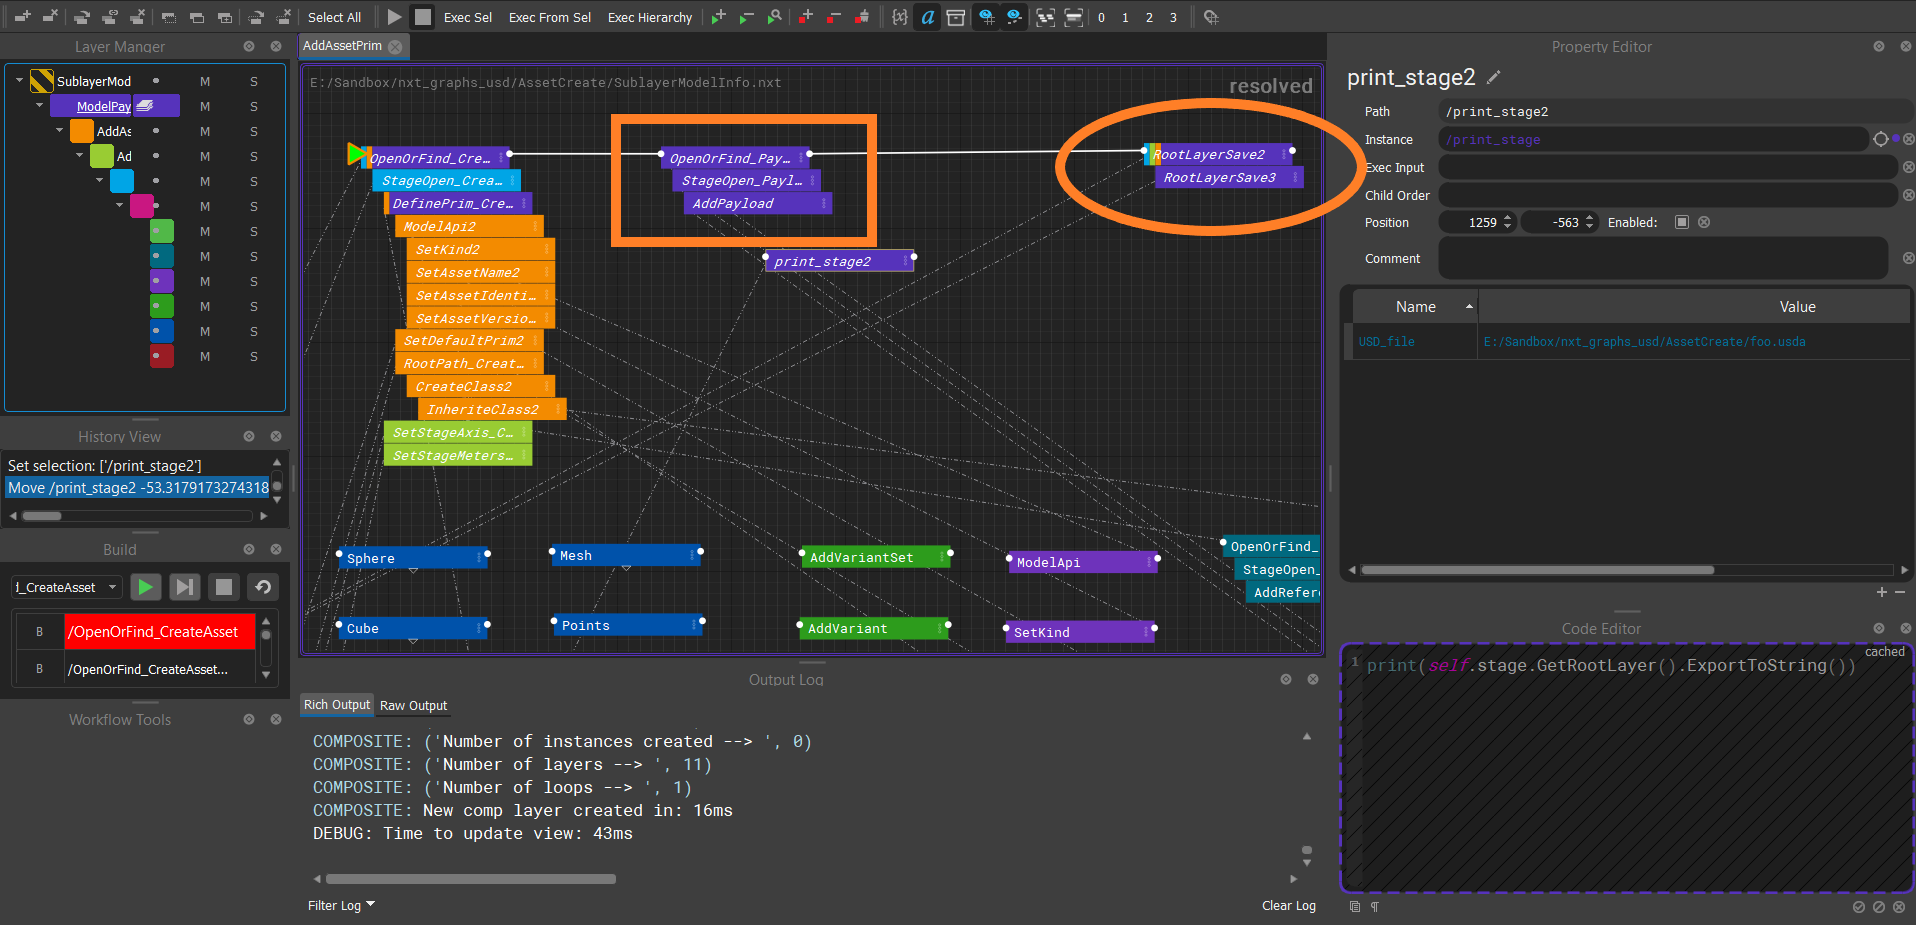 Select All
Exec Sel
Exec From Sel
Exec Hierarchy
0
1
2
3
Layer Manger
SublayerMod
M
S
ModelPay
M
S
AddAs
M
S
Ad
M
S
M
S
M
S
M
S
M
S
M
S
M
S
M
S
M
S
History View
Set selection: ['/print_stage2']
Move /print_stage2 -53.3179173274318
Build
_CreateAsset
B
/OpenOrFind_CreateAsset
B
/OpenOrFind_CreateAsset...
Workflow Tools
AddAssetPrim
E:/Sandbox/nxt_graphs_usd/AssetCreate/SublayerModelInfo.nxt
resolved
OpenOrFind_Cre...
StageOpen_Crea...
DefinePrim_Cre...
ModelApi2
SetKind2
SetAssetName2
SetAssetIdenti...
SetAssetVersio...
SetDefaultPrim2
RootPath_Creat...
CreateClass2
InheriteClass2
SetStageAxis_C...
SetStageMeters...
OpenOrFind_Pay...
StageOpen_Payl...
AddPayload
print_stage2
RootLayerSave2
RootLayerSave3
Sphere
Mesh
AddVariantSet
ModelApi
OpenOrFind_
StageOpen_
AddRefere
Cube
Points
AddVariant
SetKind
Output Log
Rich Output
Raw Output
COMPOSITE: ('Number of instances created --> ', 0)
COMPOSITE: ('Number of layers --> ', 11)
COMPOSITE: ('Number of loops --> ', 1)
COMPOSITE: New comp layer created in: 16ms
DEBUG: Time to update view: 43ms
Filter Log
Clear Log
Property Editor
print_stage2
Path
/print_stage2
Instance
/print_stage
Exec Input
Child Order
Position
1259
-563
Enabled:
Comment
Name
Value
USD_file
E:/Sandbox/nxt_graphs_usd/AssetCreate/foo.usda
Code Editor
cached
1
print(self.stage.GetRootLayer().ExportToString())